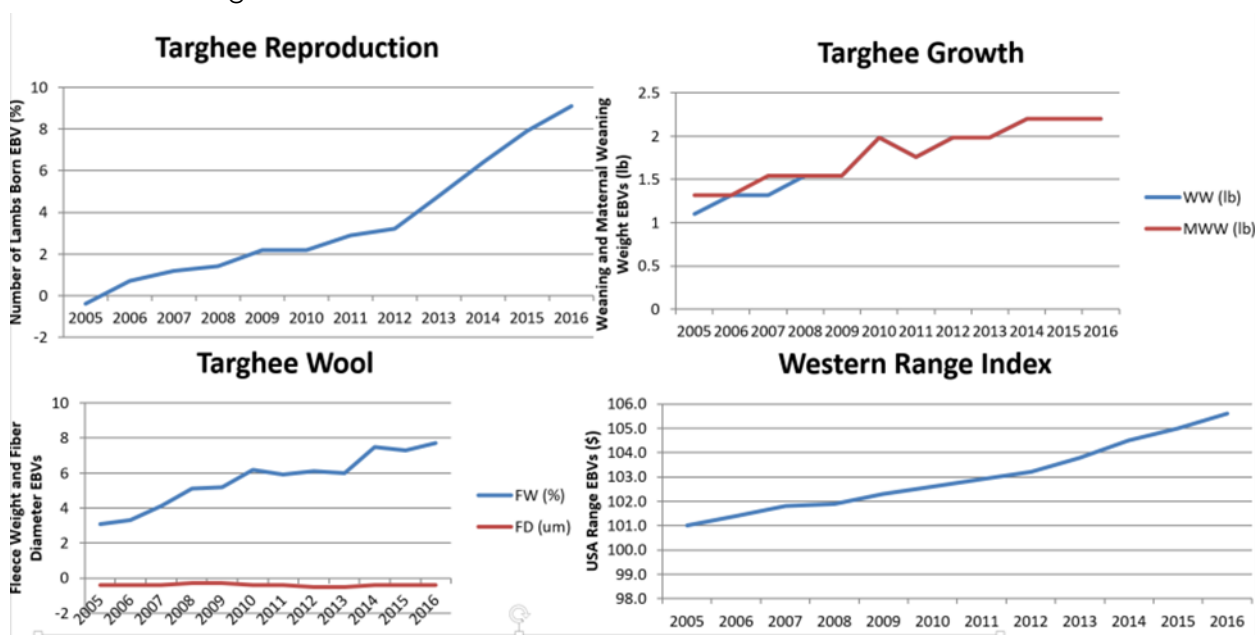 Targhee Reproduction
Number of Lambs Born EBV (%)
10
8
6
4
2
0
-2
2005 2006 2007 2008 2009 2010 2011 2012 2013 2014 2015 2016
Targhee Growth
Weaning and Maternal Weaning
Weight EBVs (lb)
2.5
2
1.5
1
0.5
0
2005 2006 2007 2008 2009 2010 2011 2012 2013 2014 2015 2016
WW (lb)
MWW (lb)
Targhee Wool
Fleece Weight and Fiber
Diameter EBVs
10
8
6
4
2
0
-2
2005 2006 2007 2008 2009 2010 2011 2012 2013 2014 2015 2016
FW (%)
FD (um)
Western Range Index
USA Range EBVs ($)
106.0
105.0
104.0
103.0
102.0
101.0
100.0
99.0
98.0
2005 2006 2007 2008 2009 2010 2011 2012 2013 2014 2015 2016